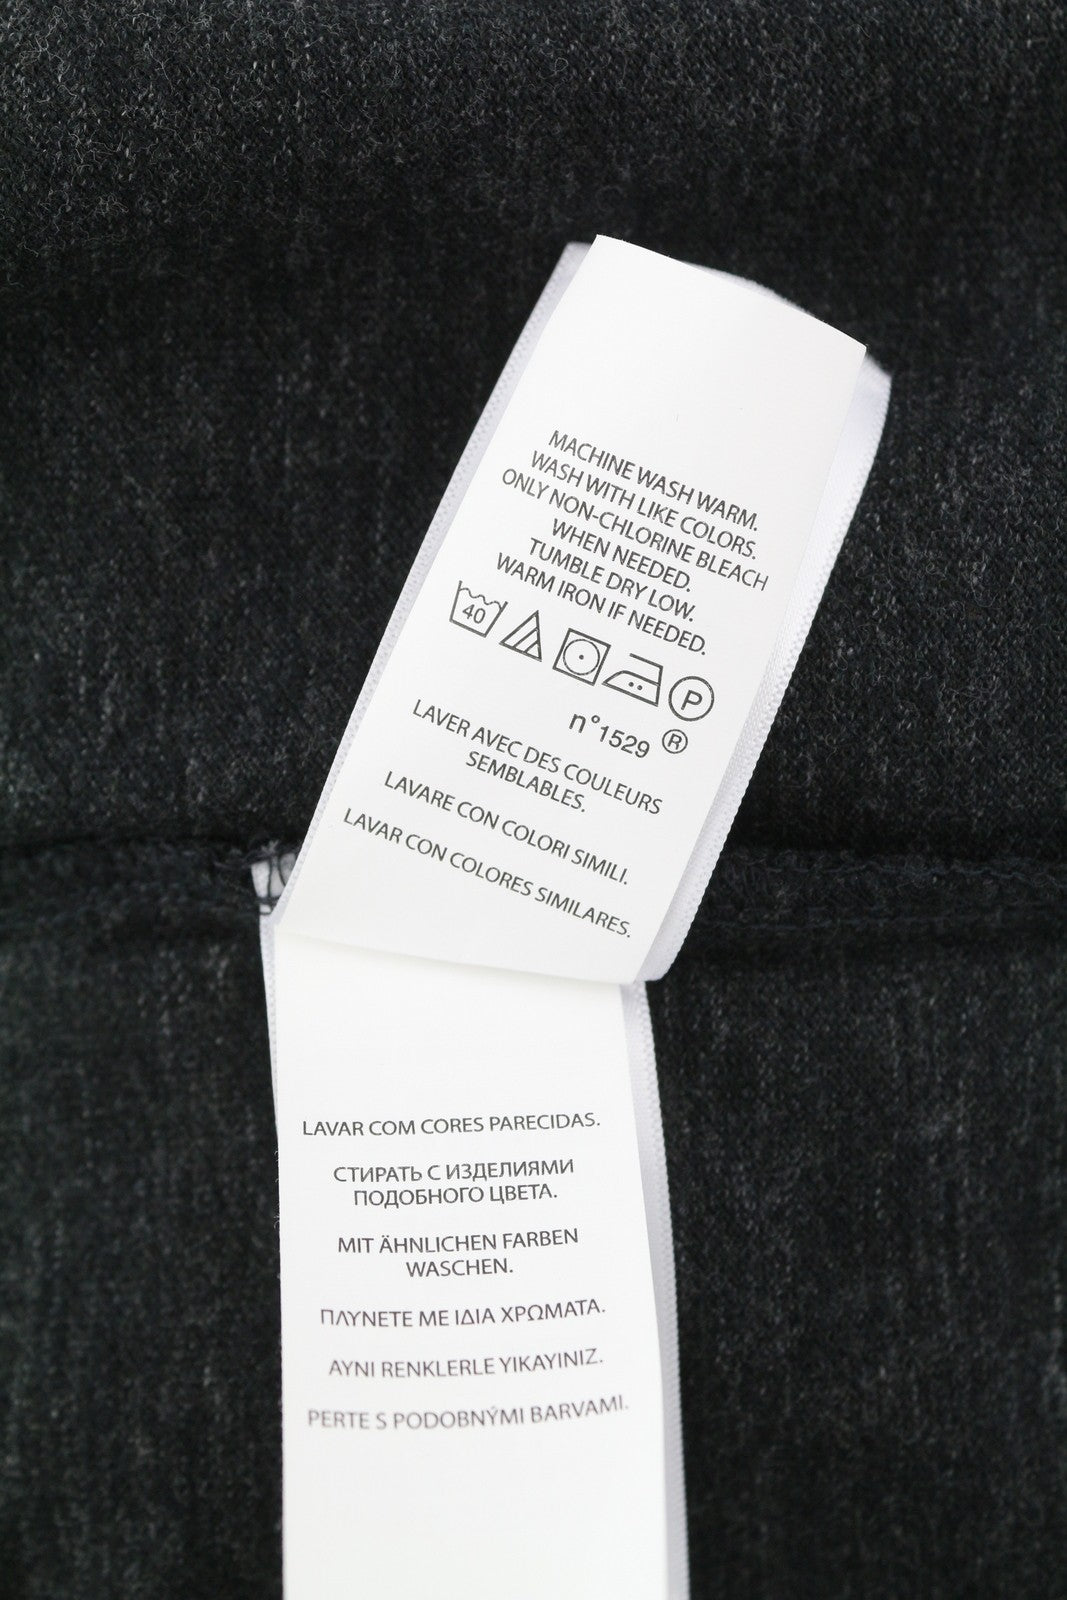 MACHINE WASH WARM.
WASH WITH LIKE COLORS.
ONLY NON-CHLORINE BLEACH
WHEN NEEDED.
TUMBLE DRY LOW.
WARM IRON IF NEEDED.
40 P
n°1529 ®
LAVER AVEC DES COULEURS
SEMBLABLES.
LAVARE CON COLORI SIMILI.
LAVAR CON COLORES SIMILARES.
LAVAR COM CORES PARECIDAS.
СТИРАТЬ С ИЗДЕЛИЯМИ
ПОДОБНОГО ЦВЕТА.
MIT ÄHNLICHEN FARBEN
WASCHEN.
ΠΛΥΝΕΤΕ ΜΕ ΙΔΙΑ ΧΡΩΜΑΤΑ.
AYNI RENKLERLE YIKAYINIZ.
PERTE S PODOBNÝMI BARVAMI.